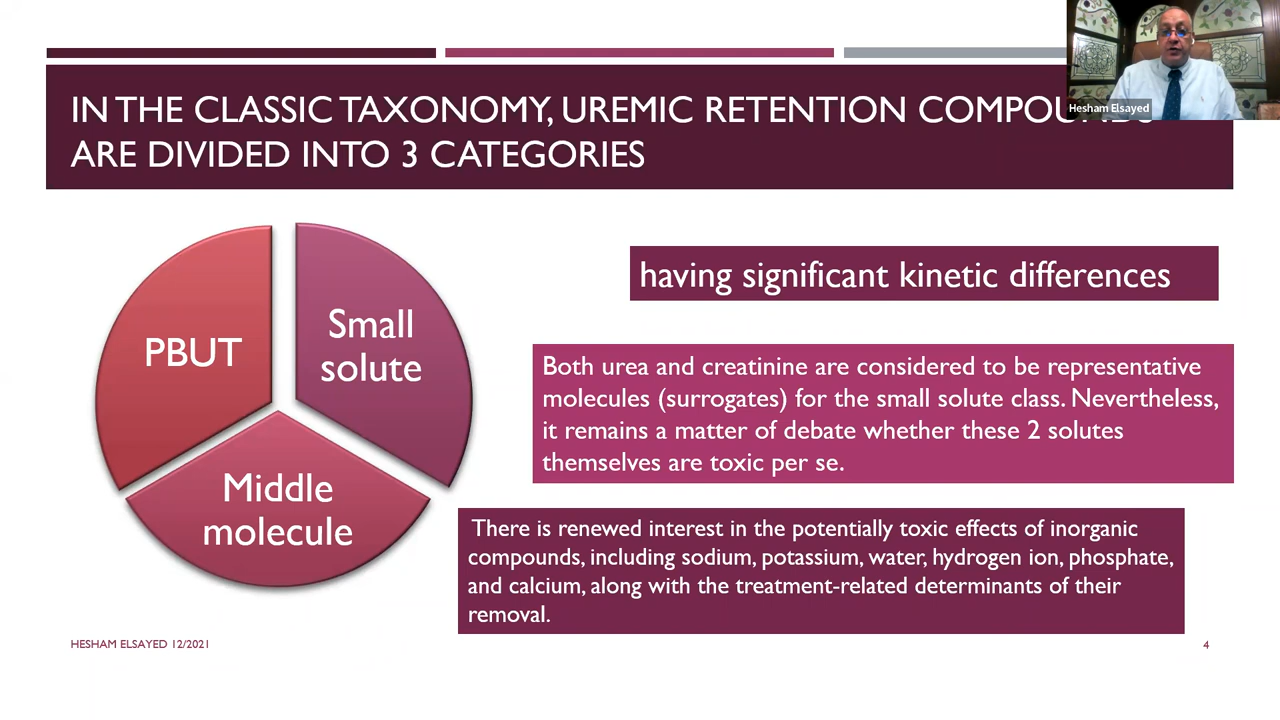 IN THE CLASSIC TAXONOMY, UREMIC RETENTION COMPOUNDS
ARE DIVIDED INTO 3 CATEGORIES
Hesham Elsayed
PBUT
Small
solute
Middle
molecule
having significant kinetic differences
Both urea and creatinine are considered to be representative
molecules (surrogates) for the small solute class. Nevertheless,
it remains a matter of debate whether these 2 solutes
themselves are toxic per se.
There is renewed interest in the potentially toxic effects of inorganic
compounds, including sodium, potassium, water, hydrogen ion, phosphate,
and calcium, along with the treatment-related determinants of their
removal.
HESHAM ELSAYED 12/2021
4